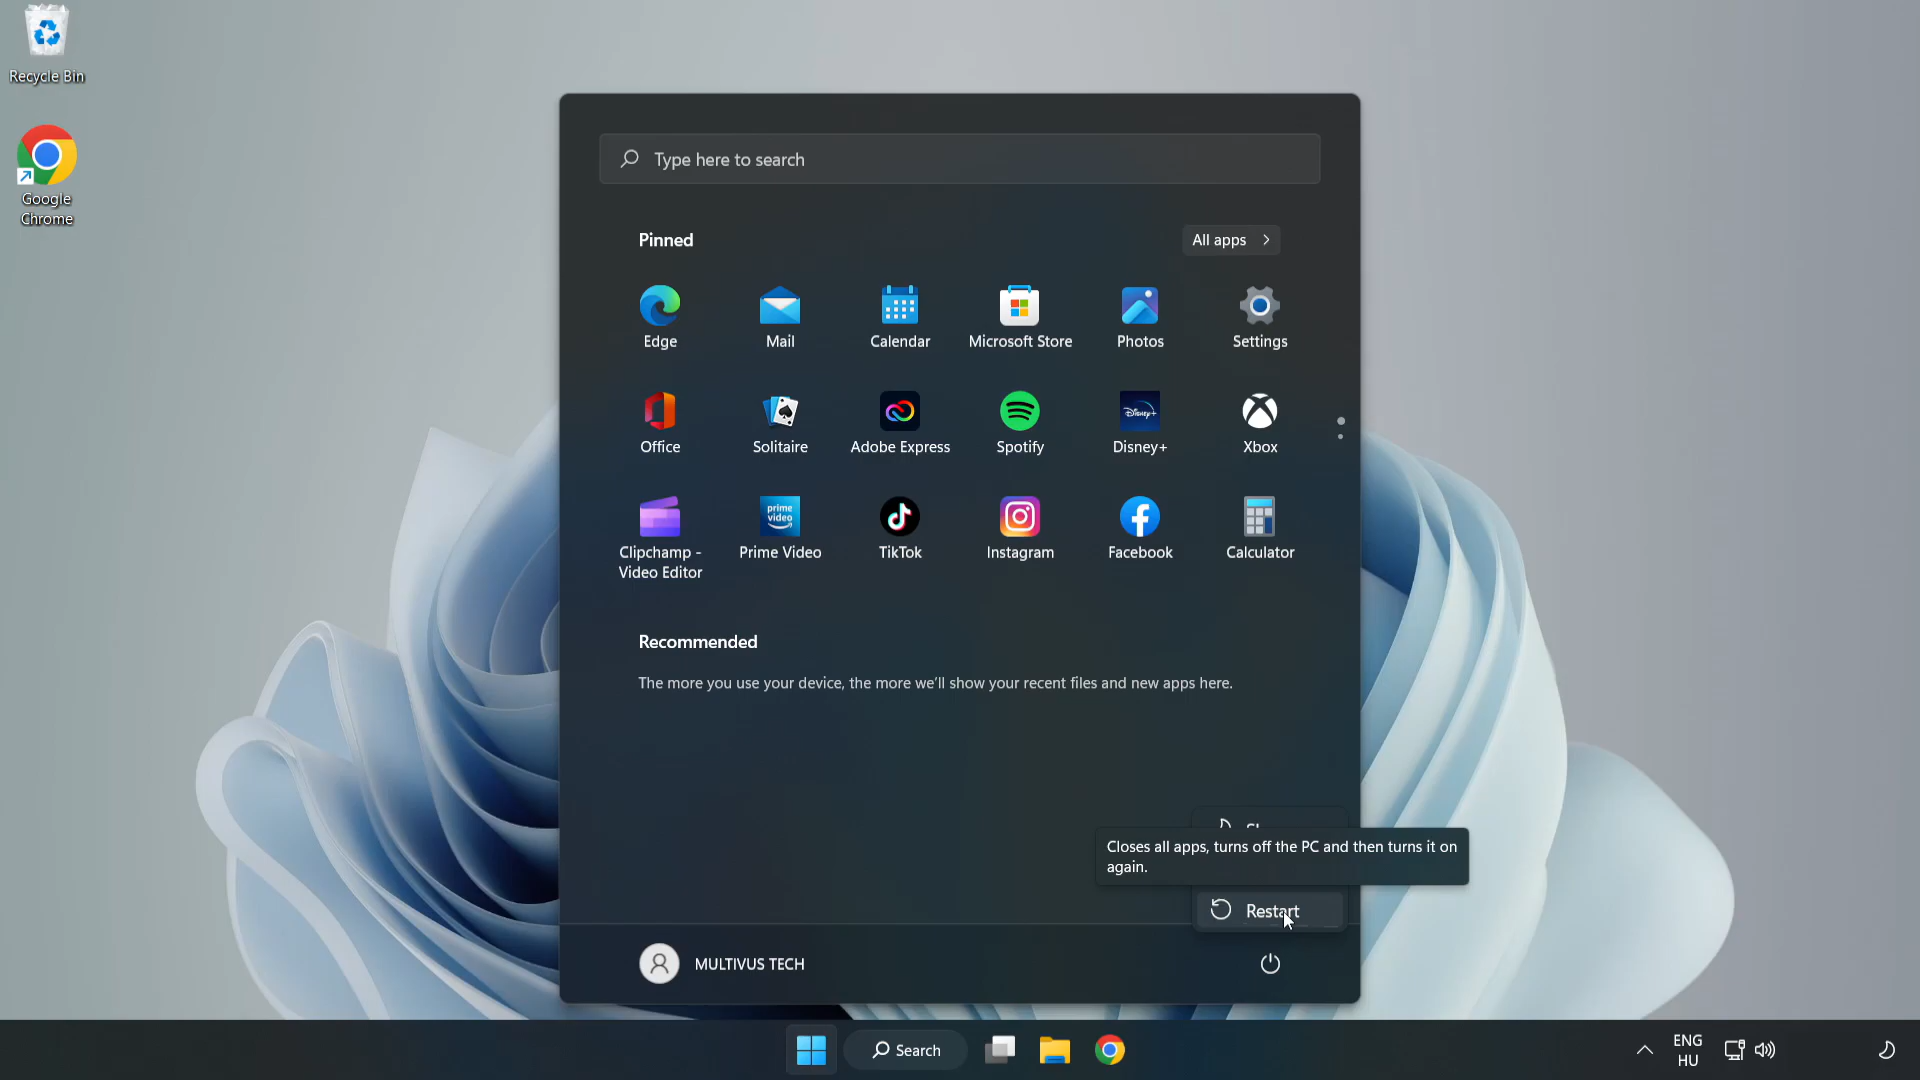 Recycle Bin
Google
Chrome
Type here to search
Pinned
All apps
Edge
Mail
Calendar
Microsoft Store
Photos
Settings
Office
Solitaire
Adobe Express
Spotify
Disney+
Disney+
Xbox
prime
video
Clipchamp -
Video Editor
Prime Video
TikTok
Instagram
Facebook
Calculator
Recommended
The more you use your device, the more we'll show your recent files and new apps here.
Closes all apps, turns off the PC and then turns it on
again.
Restart
MULTIVUS TECH
Search
ENG
HU